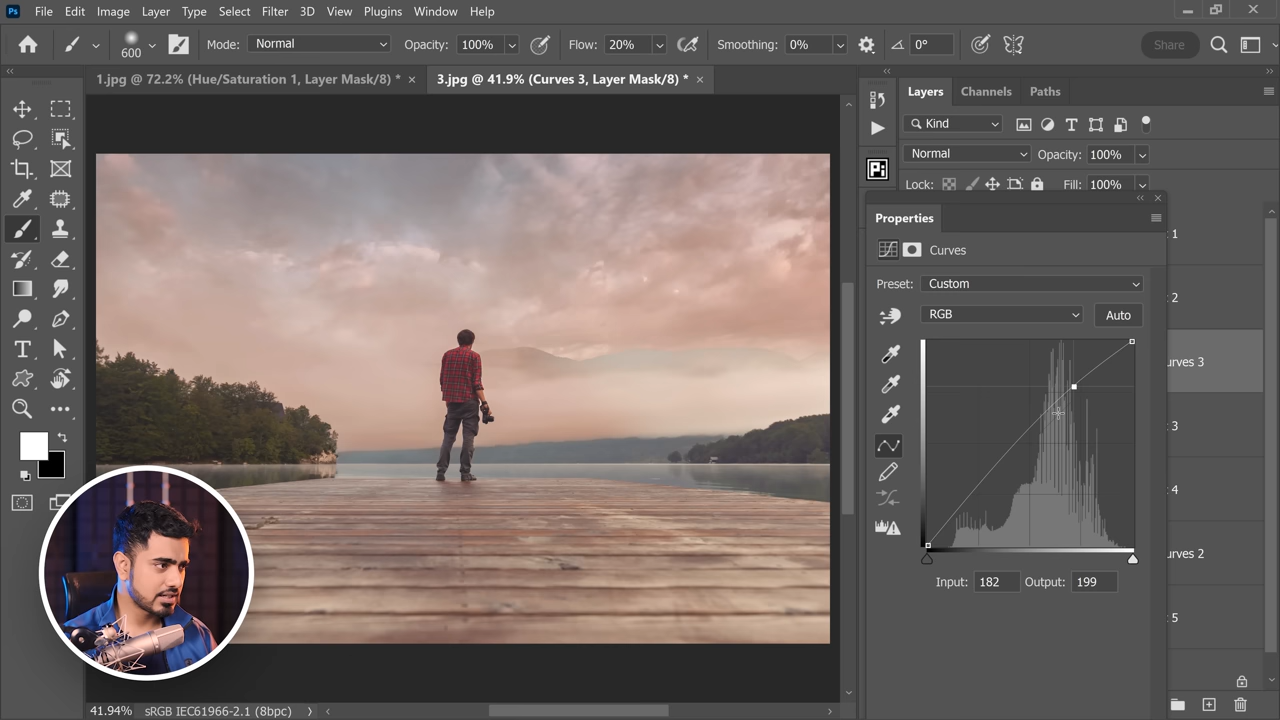 Ps File Edit Image Layer Type Select Filter 3D View Plugins Window Help
600 Mode: Normal Opacity: 100% Flow: 20% Smoothing: 0% 0° Share
1.jpg @ 72.2% (Hue/Saturation 1, Layer Mask/8) * × 3.jpg @ 41.9% (Curves 3, Layer Mask/8) * ×
Layers Channels Paths
Kind
Normal Opacity: 100%
Lock: Fill: 100%
Pi
Properties
1
Curves
Preset: Custom
2
RGB Auto
urves 3
3
4
urves 2
Input: 182 Output: 199
5
41.94% sRGB IEC61966-2.1 (8bpc)